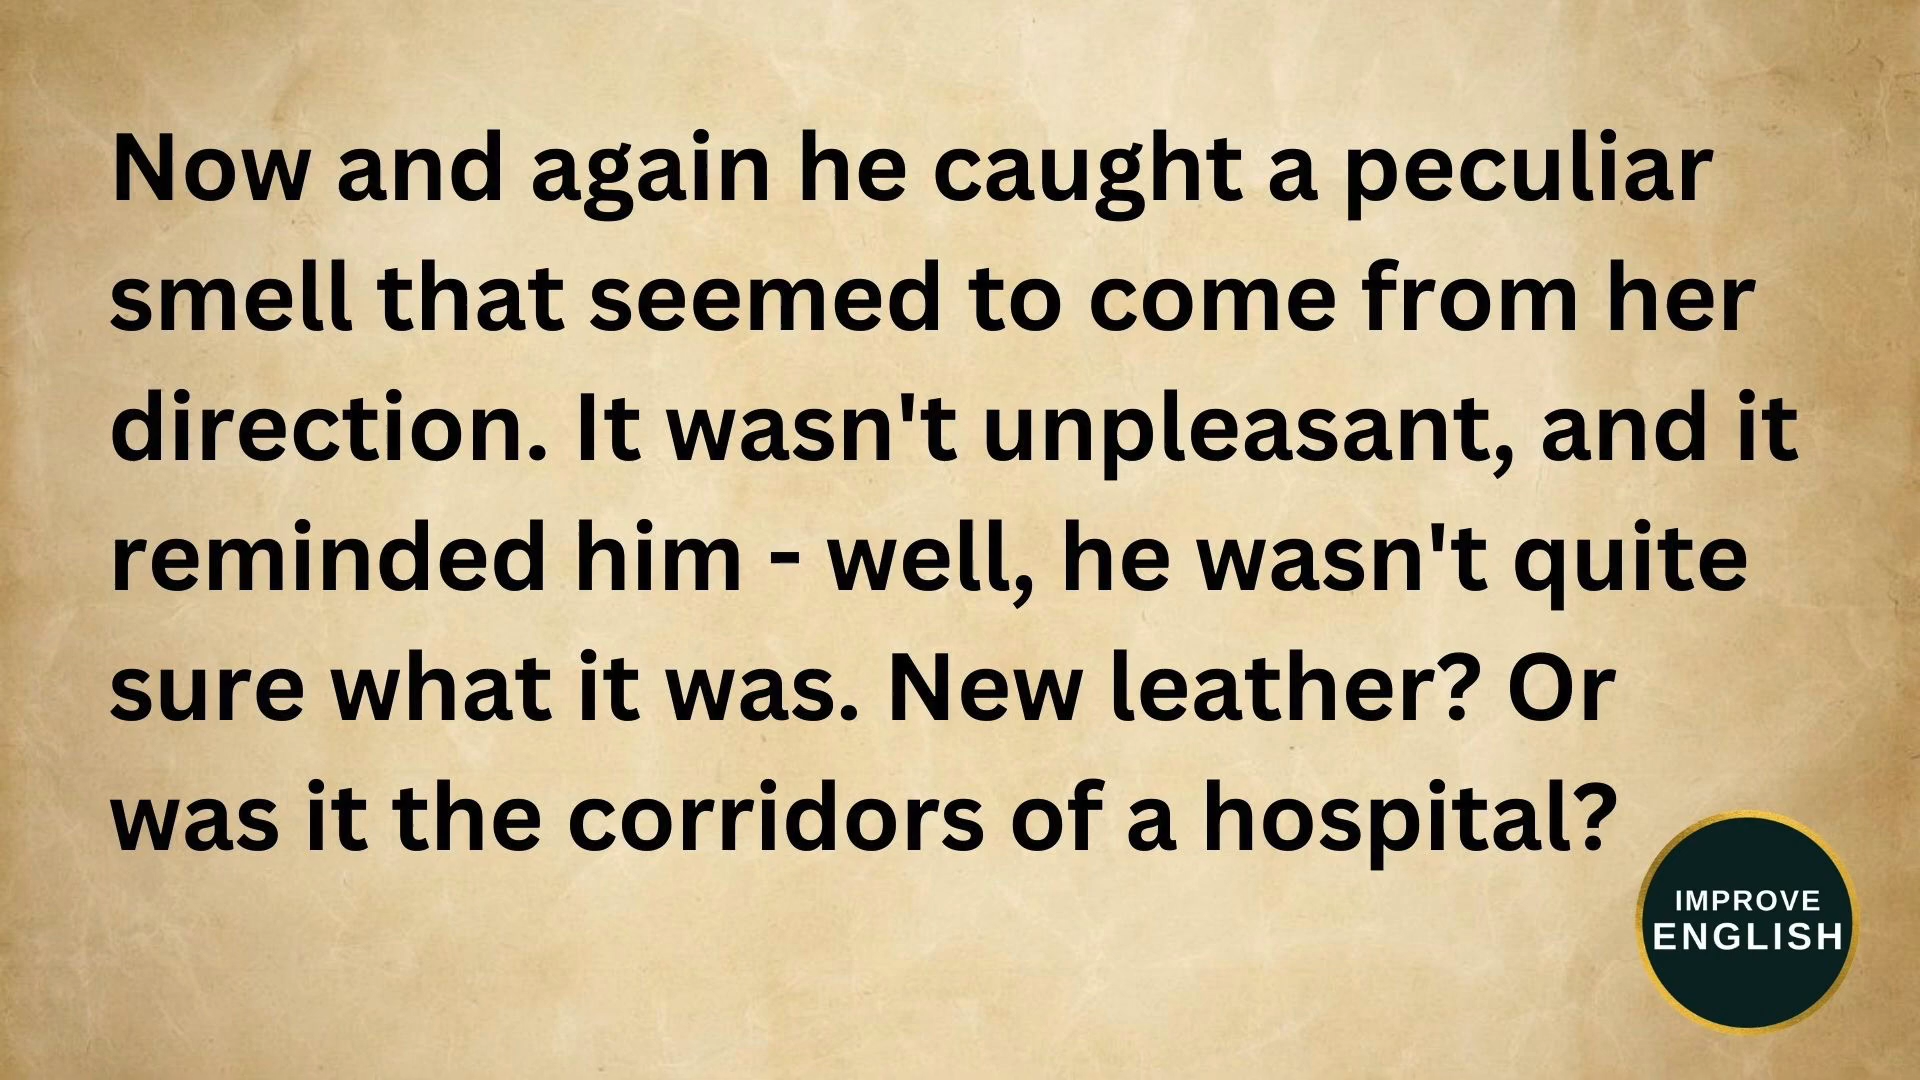 Now and again he caught a peculiar
smell that seemed to come from her
direction. It wasn't unpleasant, and it
reminded him - well, he wasn't quite
sure what it was. New leather? Or
was it the corridors of a hospital?
IMPROVE
ENGLISH